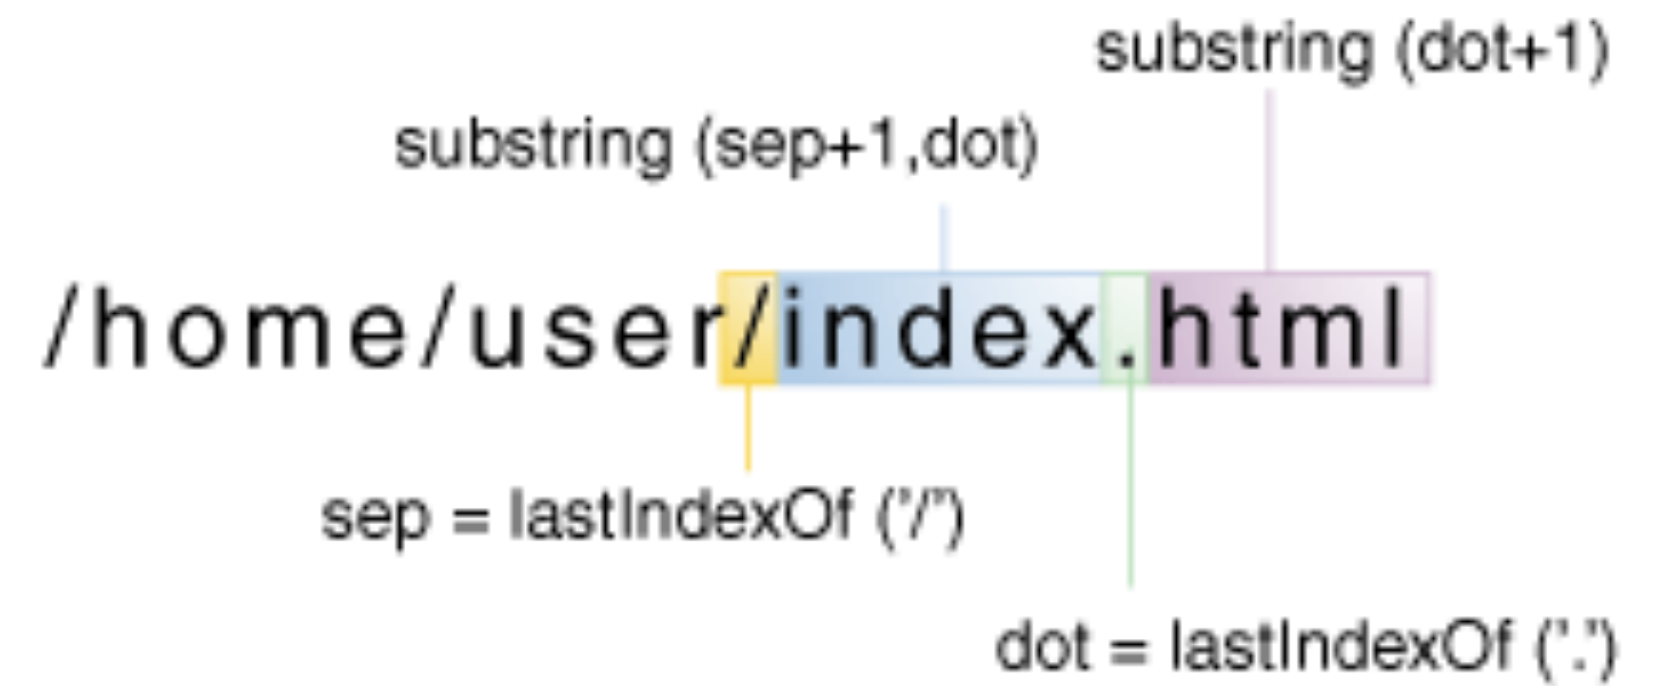 substring (dot+1)
substring (sep+1,dot)
/home/user/index.html
sep = lastIndexOf ('/')
dot = lastIndexOf ('.')